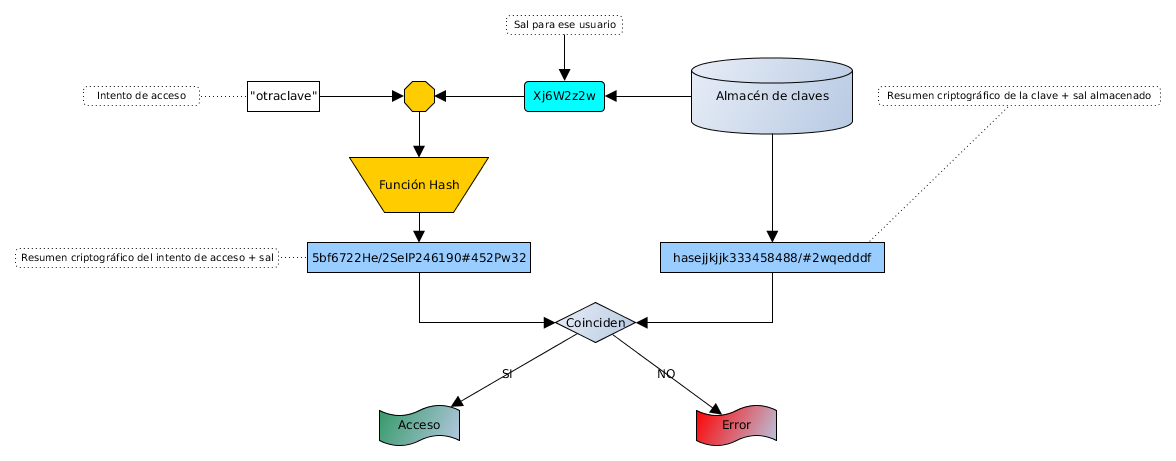 Sal para ese usuario
Intento de acceso
"otraclave"
Xj6W2z2w
Almacén de claves
Resumen criptográfico de la clave + sal almacenado
Función Hash
Resumen criptográfico del intento de acceso + sal
5bf6722He/2SeIP246190#452Pw32
hasejjkjjk333458488/#2wqedddf
Coinciden
SI
NO
Acceso
Error